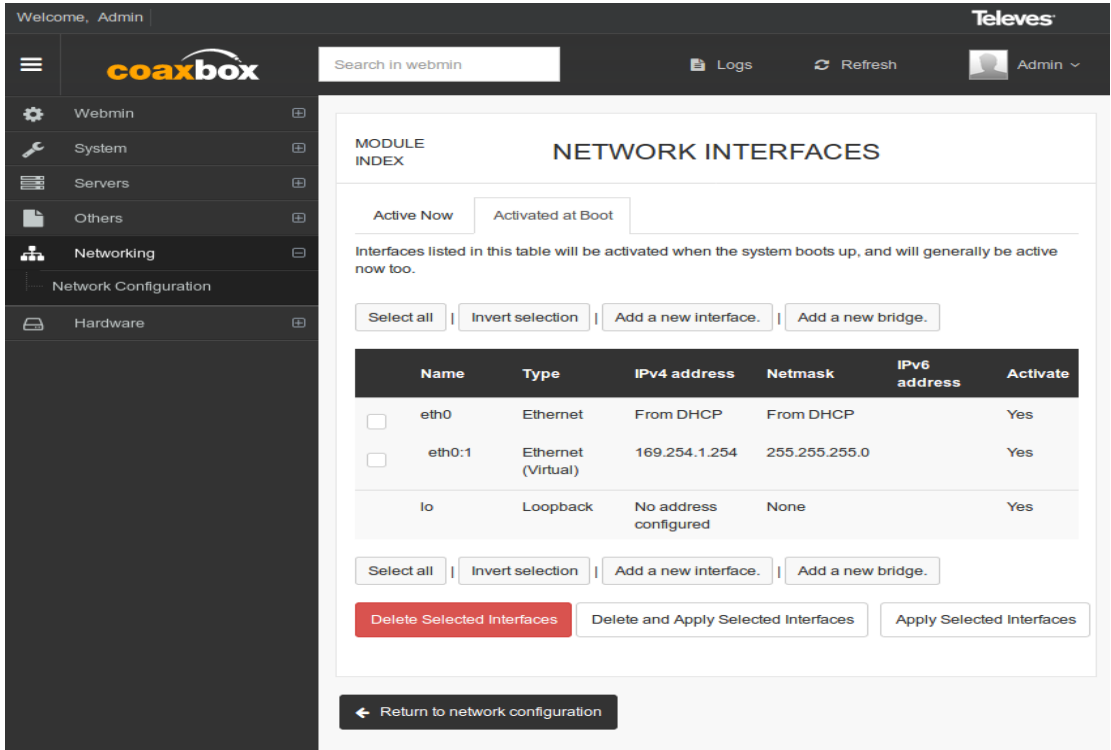 Welcome, Admin
Televes
coaxbox
Search in webmin
Logs
Refresh
Admin
Webmin
System
Servers
Others
Networking
Network Configuration
Hardware
MODULE
INDEX
NETWORK INTERFACES
Active Now Activated at Boot
Interfaces listed in this table will be activated when the system boots up, and will generally be active
now too.
Select all | Invert selection | Add a new interface. | Add a new bridge.
Name Type IPv4 address Netmask IPv6 address Activate
eth0 Ethernet From DHCP From DHCP Yes
eth0:1 Ethernet (Virtual) 169.254.1.254 255.255.255.0 Yes
lo Loopback No address configured None Yes
Select all | Invert selection | Add a new interface. | Add a new bridge.
Delete Selected Interfaces Delete and Apply Selected Interfaces Apply Selected Interfaces
Return to network configuration